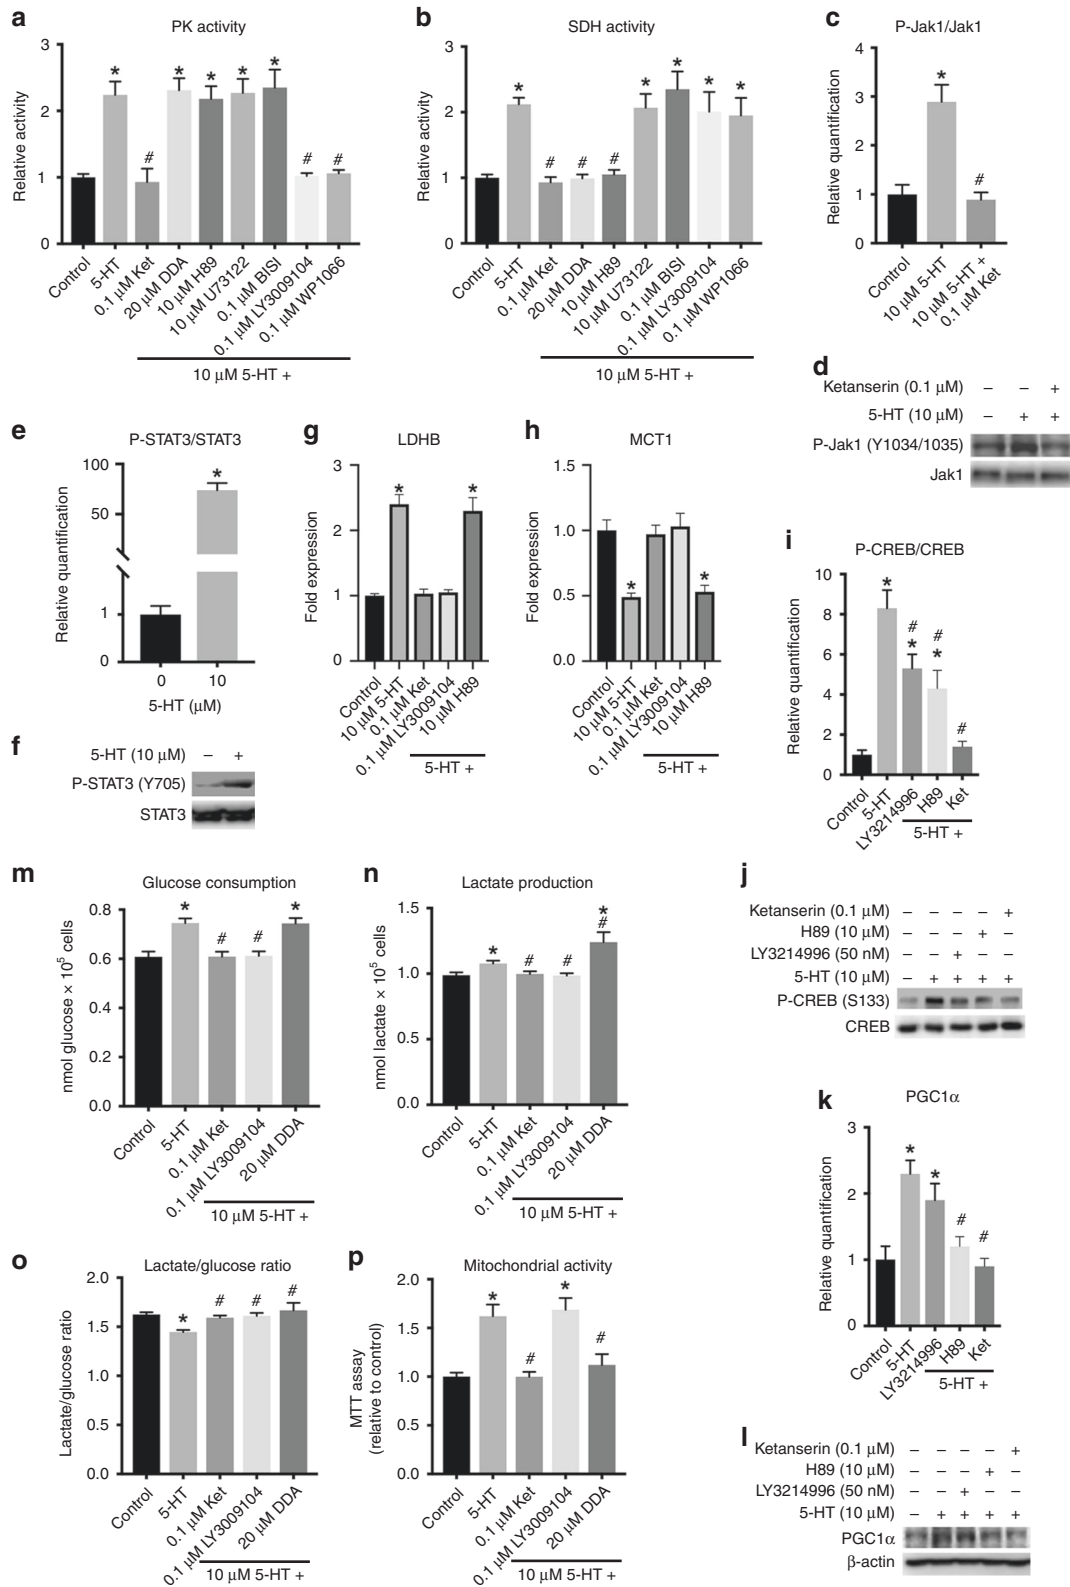 a
PK activity
Relative activity
3
2
1
0
* # * * * * # #
Control
5-HT
0.1 μM Ket
20 μM DDA
10 μM H89
10 μM U73122
0.1 μM BISI
0.1 μM LY3009104
0.1 μM WP1066
10 μM 5-HT +
b
SDH activity
Relative activity
3
2
1
0
* # # # * * * *
Control
5-HT
0.1 μM Ket
20 μM DDA
10 μM H89
10 μM U73122
0.1 μM BISI
0.1 μM LY3009104
0.1 μM WP1066
10 μM 5-HT +
c
P-Jak1/Jak1
Relative quantification
4
3
2
1
0
* #
Control
10 μM 5-HT
10 μM 5-HT +
0.1 μM Ket
d
Ketanserin (0.1 μM) – – +
5-HT (10 μM) – + +
P-Jak1 (Y1034/1035)
Jak1
e
P-STAT3/STAT3
Relative quantification
100
50
1
0
*
0 10
5-HT (μM)
f
5-HT (10 μM) – +
P-STAT3 (Y705)
STAT3
g
LDHB
Fold expression
3
2
1
0
* *
Control
10 μM 5-HT
0.1 μM Ket
0.1 μM LY3009104
10 μM H89
5-HT +
h
MCT1
Fold expression
1.5
1.0
0.5
0.0
* *
Control
10 μM 5-HT
0.1 μM Ket
0.1 μM LY3009104
10 μM H89
5-HT +
i
P-CREB/CREB
Relative quantification
10
8
6
4
2
0
* # * # * #
Control
5-HT
LY3214996
H89
Ket
5-HT +
j
Ketanserin (0.1 μM) – – – – +
H89 (10 μM) – – – + –
LY3214996 (50 nM) – – + – –
5-HT (10 μM) – + + + +
P-CREB (S133)
CREB
m
Glucose consumption
nmol glucose × 10⁵ cells
0.8
0.6
0.4
0.2
0.0
* # # *
Control
5-HT
0.1 μM Ket
0.1 μM LY3009104
20 μM DDA
10 μM 5-HT +
n
Lactate production
nmol lactate × 10⁵ cells
1.5
1.0
0.5
0.0
* # # * #
Control
5-HT
0.1 μM Ket
0.1 μM LY3009104
20 μM DDA
10 μM 5-HT +
k
PGC1α
Relative quantification
3
2
1
0
* * # #
Control
5-HT
LY3214996
H89
Ket
5-HT +
o
Lactate/glucose ratio
Lactate/glucose ratio
2.0
1.5
1.0
0.5
0.0
* # # #
Control
5-HT
0.1 μM Ket
0.1 μM LY3009104
20 μM DDA
10 μM 5-HT +
p
Mitochondrial activity
MTT assay
(relative to control)
2.0
1.5
1.0
0.5
0.0
* # * #
Control
5-HT
0.1 μM Ket
0.1 μM LY3009104
20 μM DDA
10 μM 5-HT +
l
Ketanserin (0.1 μM) – – – – +
H89 (10 μM) – – – + –
LY3214996 (50 nM) – – + – –
5-HT (10 μM) – + + + +
PGC1α
β-actin